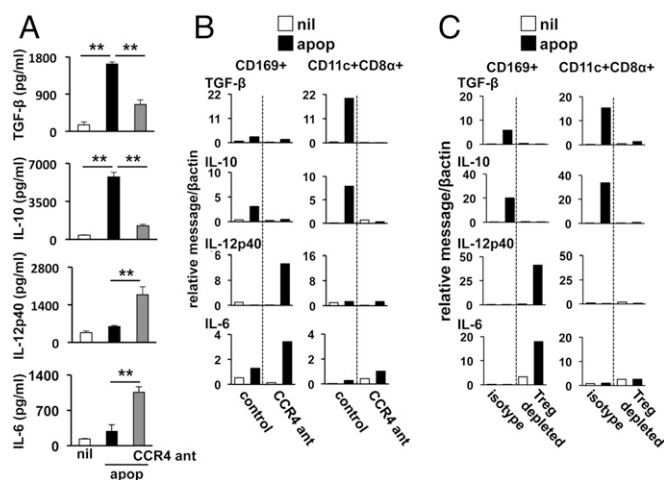 A
TGF-β (pg/ml)
1800
900
0
**
**
IL-10 (pg/ml)
7000
3500
0
**
**
IL-12p40 (pg/ml)
2800
1400
0
**
IL-6 (pg/ml)
1400
700
0
**
nil
CCR4 ant
apop
B
nil
apop
CD169+
CD11c+CD8α+
relative message/βactin
TGF-β
22
11
0
22
11
0
IL-10
10
5
0
15
10
5
0
IL-12p40
6
4
2
0
16
8
0
IL-6
4
2
0
4
2
0
control
CCR4 ant
control
CCR4 ant
C
nil
apop
CD169+
CD11c+CD8α+
relative message/βactin
TGF-β
20
10
0
20
10
0
IL-10
20
10
0
40
20
0
IL-12p40
50
25
0
50
25
0
IL-6
20
10
0
20
10
0
isotype
Treg
depleted
isotype
Treg
depleted